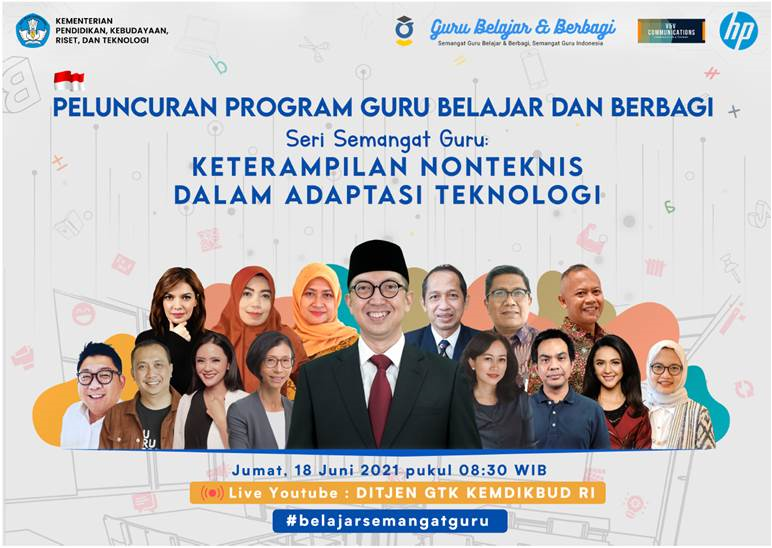 KEMENTERIAN
PENDIDIKAN, KEBUDAYAAN,
RISET, DAN TEKNOLOGI
Guru Belajar & Berbagi
Semangat Guru Belajar & Berbagi, Semangat Guru Indonesia
COMMUNICATIONS
hp
PELUNCURAN PROGRAM GURU BELAJAR DAN BERBAGI
Seri Semangat Guru:
KETERAMPILAN NONTEKNIS
DALAM ADAPTASI TEKNOLOGI
Jumat, 18 Juni 2021 pukul 08:30 WIB
Live Youtube : DITJEN GTK KEMDIKBUD RI
#belajarsemangatguru